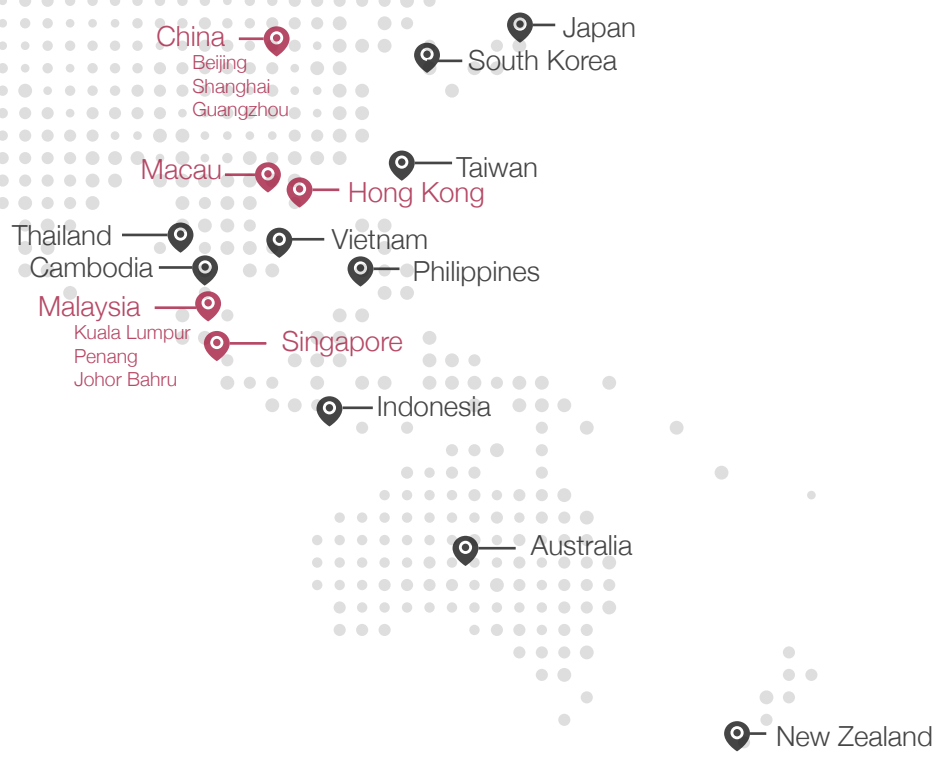 Japan
China
South Korea
Beijing
Shanghai
Guangzhou
Taiwan
Macau
Hong Kong
Thailand
Vietnam
Cambodia
Philippines
Malaysia
Kuala Lumpur
Penang
Johor Bahru
Singapore
Indonesia
Australia
New Zealand